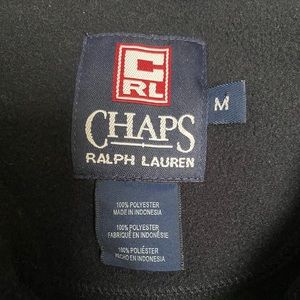 C
RL
CHAPS
RALPH LAUREN
M
100% POLYESTER
MADE IN INDONESIA
100% POLYESTER
FABRIQUÉ EN INDONÉSIE
100% POLIÉSTER
HECHO EN INDONESIA